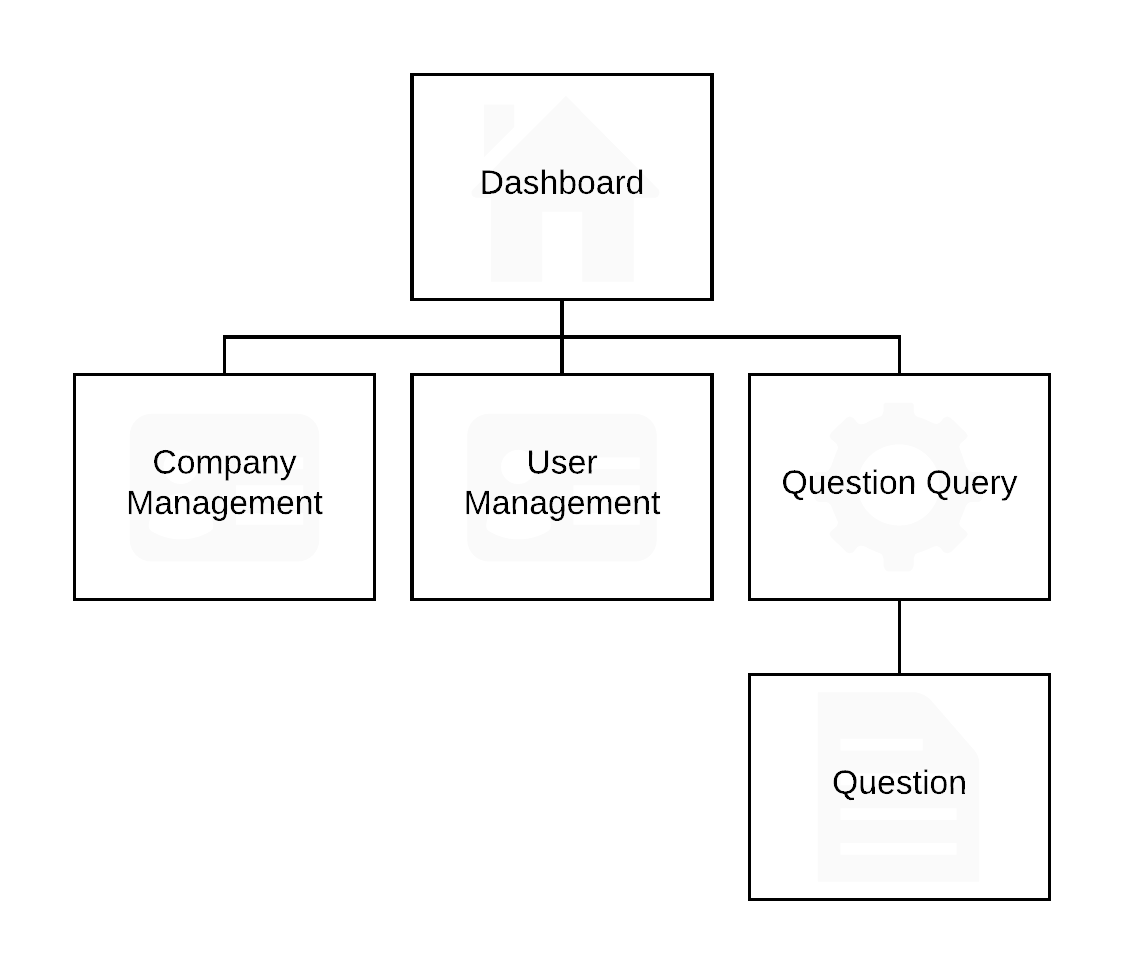 Dashboard
Company
Management
User
Management
Question Query
Question